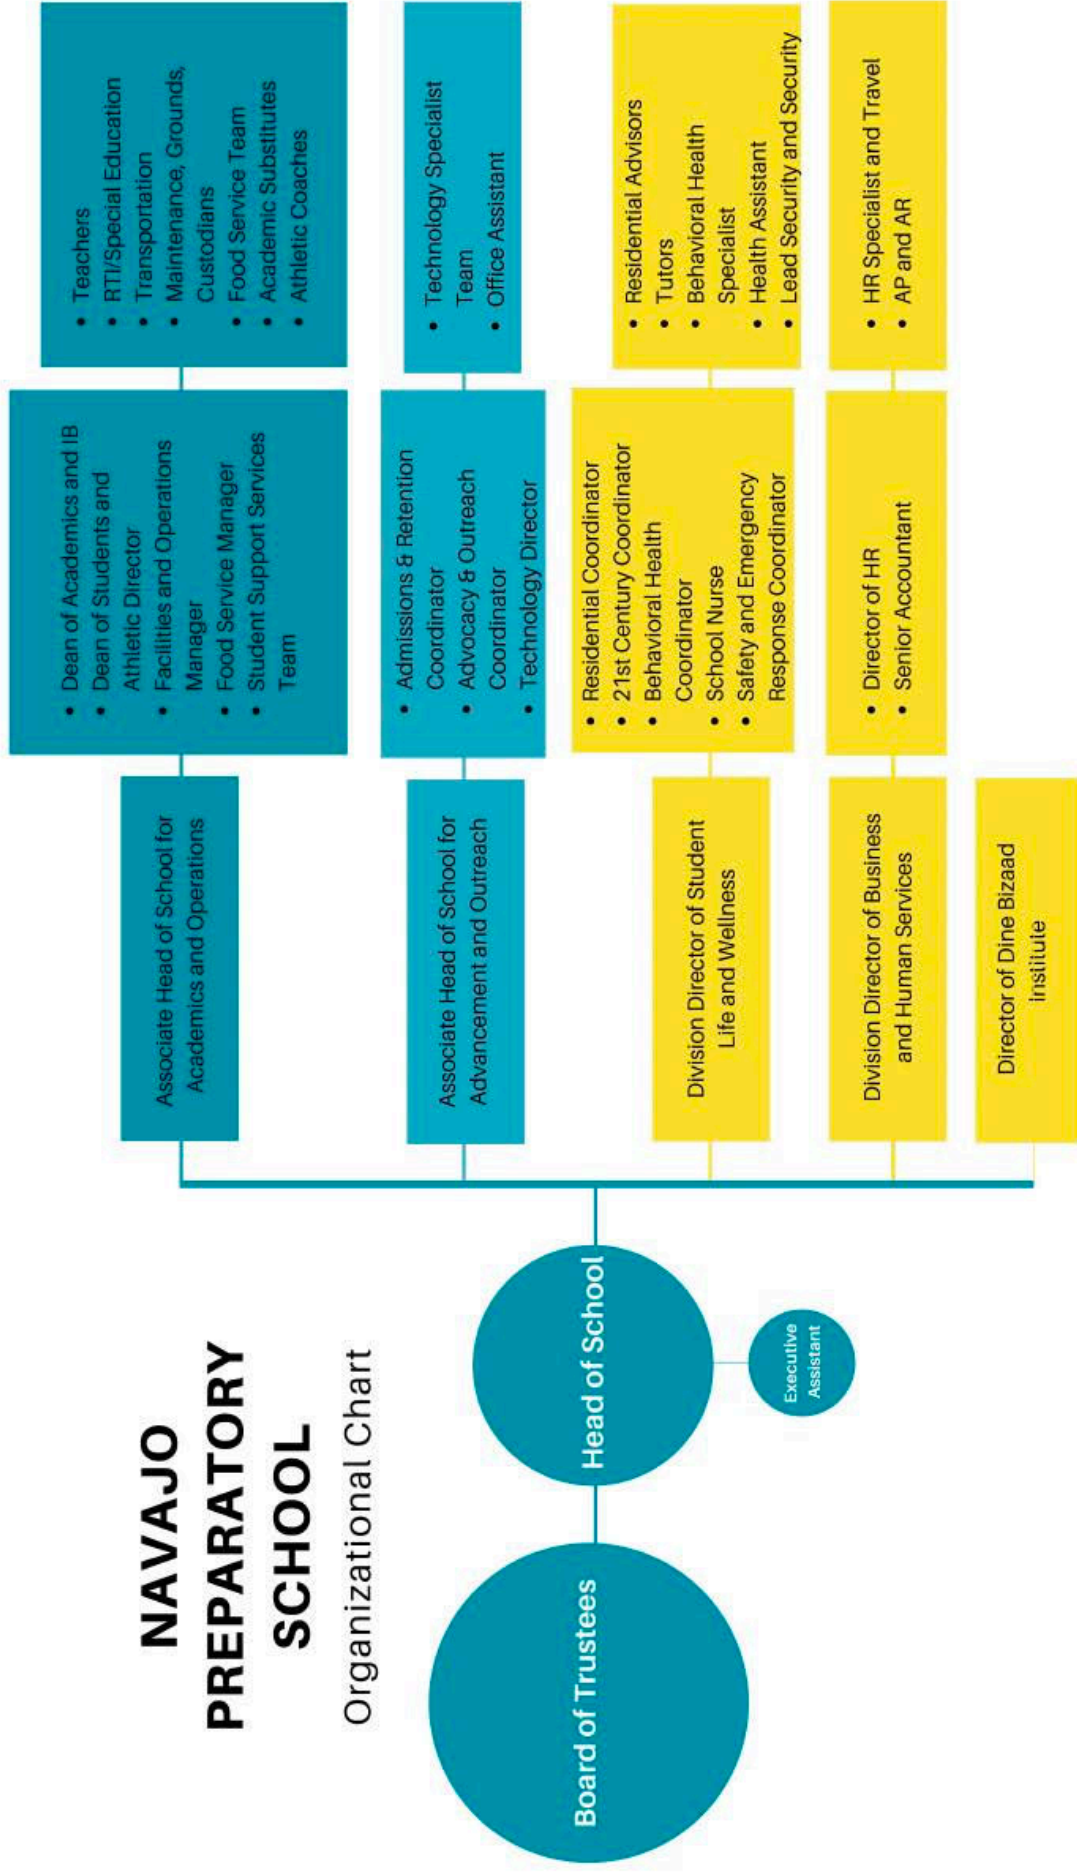 NAVAJO
PREPARATORY
SCHOOL
Organizational Chart
Board of Trustees
Head of School
Executive
Assistant
Associate Head of School for
Academics and Operations
• Dean of Academics and IB
• Dean of Students and
Athletic Director
• Facilities and Operations
Manager
• Food Service Manager
• Student Support Services
Team
• Teachers
• RTI/Special Education
• Transportation
• Maintenance, Grounds,
Custodians
• Food Service Team
• Academic Substitutes
• Athletic Coaches
Associate Head of School for
Advancement and Outreach
• Admissions & Retention
Coordinator
• Advocacy & Outreach
Coordinator
• Technology Director
• Technology Specialist
Team
• Office Assistant
Division Director of Student
Life and Wellness
• Residential Coordinator
• 21st Century Coordinator
• Behavioral Health
Coordinator
• School Nurse
• Safety and Emergency
Response Coordinator
• Residential Advisors
• Tutors
• Behavioral Health
Specialist
• Health Assistant
• Lead Security and Security
Division Director of Business
and Human Services
• Director of HR
• Senior Accountant
• HR Specialist and Travel
• AP and AR
Director of Dine Bizaad
institute